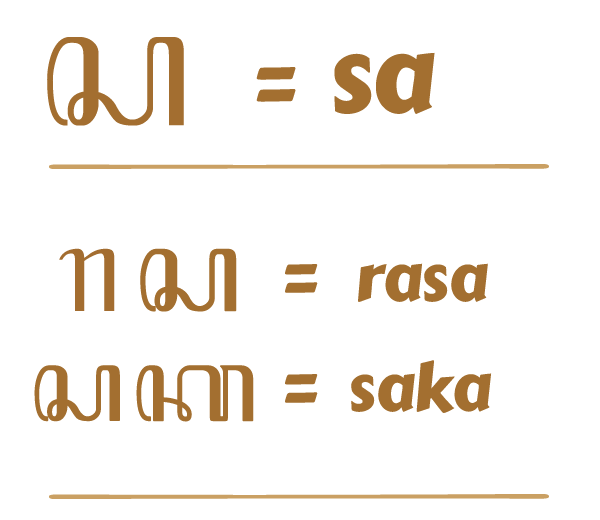 ꦱ = sa
ꦫꦱ = rasa
ꦱꦏ = saka